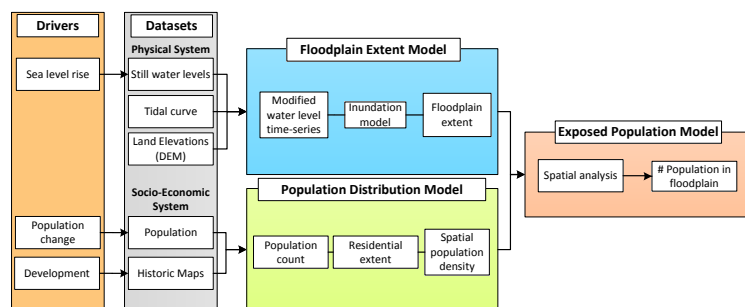 Drivers
Sea level rise
Population
change
Development
Datasets
Physical System
Still water levels
Tidal curve
Land Elevations
(DEM)
Socio-Economic
System
Population
Historic Maps
Floodplain Extent Model
Modified
water level
time-series
Inundation
model
Floodplain
extent
Population Distribution Model
Population
count
Residential
extent
Spatial
population
density
Exposed Population Model
Spatial analysis
# Population in
floodplain